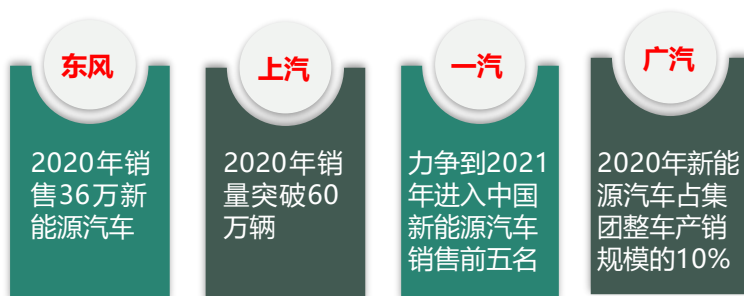 东风
2020年销
售36万新
能源汽车
上汽
2020年销
量突破60
万辆
一汽
力争到2021
年进入中国
新能源汽车
销售前五名
广汽
2020年新能
源汽车占集
团整车产销
规模的10%